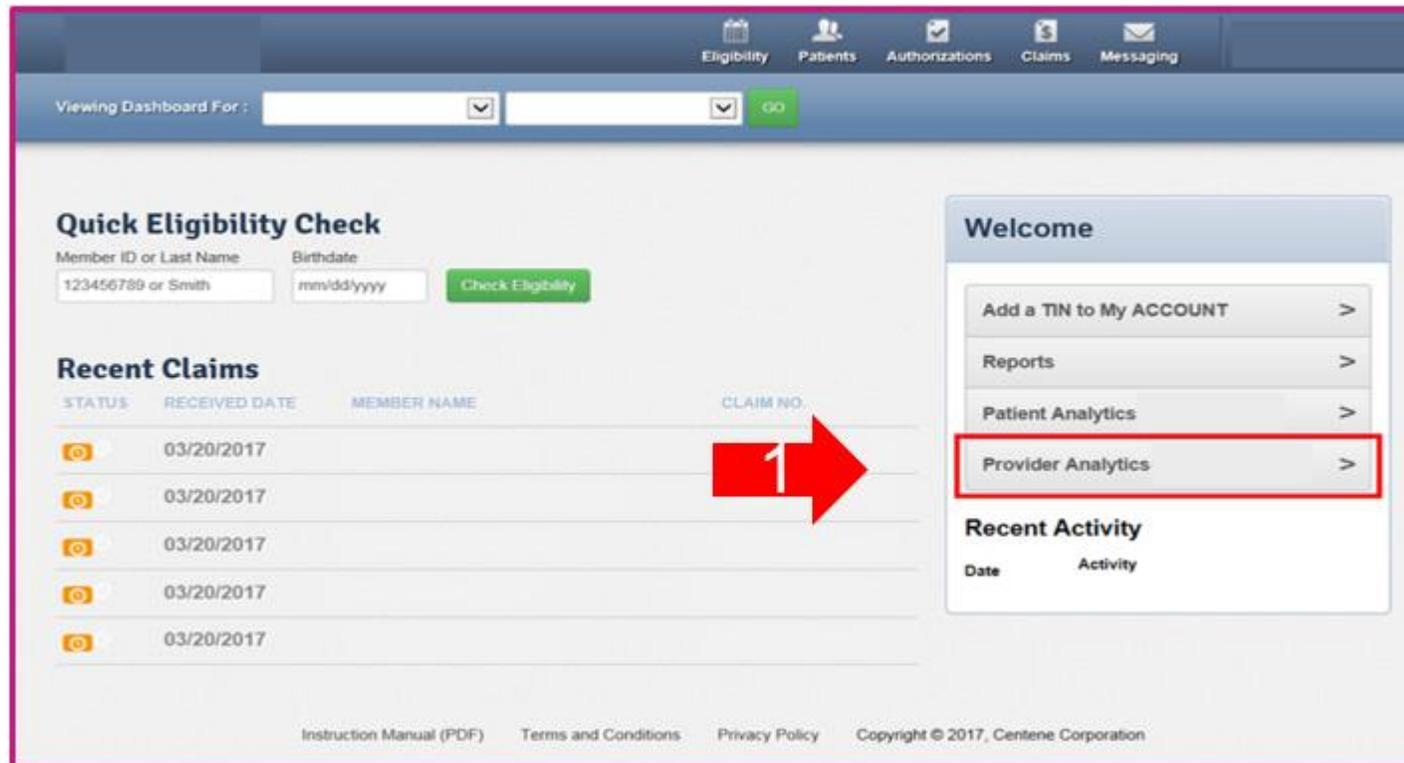 Eligibility Patients Authorizations Claims Messaging
Viewing Dashboard For : GO
Quick Eligibility Check
Member ID or Last Name Birthdate
123456789 or Smith mm/dd/yyyy Check Eligibility
Recent Claims
STATUS RECEIVED DATE MEMBER NAME CLAIM NO.
03/20/2017
03/20/2017
03/20/2017
03/20/2017
03/20/2017
1
Welcome
Add a TIN to My ACCOUNT >
Reports >
Patient Analytics >
Provider Analytics >
Recent Activity
Date Activity
Instruction Manual (PDF) Terms and Conditions Privacy Policy Copyright © 2017, Centene Corporation